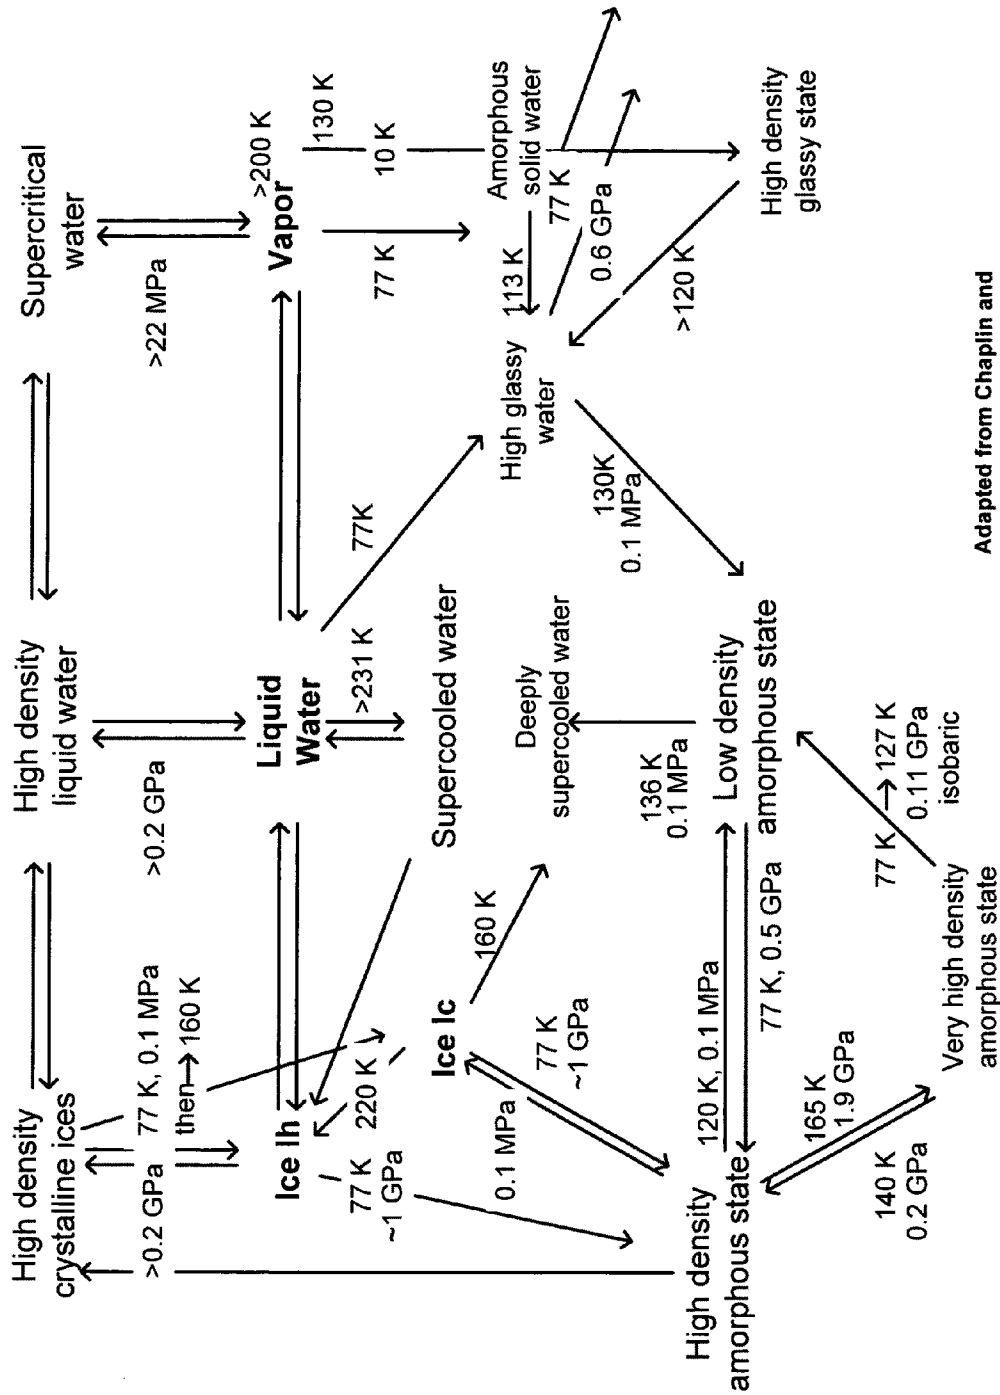 High density
crystalline ices
High density
liquid water
Supercritical
water
>0.2 GPa
77 K, 0.1 MPa
then→160 K
>0.2 GPa
>22 MPa
Ice Ih
Liquid
Water
Vapor
>200 K
130 K
77 K
~1 GPa
220 K
>231 K
77K
77 K
10 K
Ice Ic
Supercooled water
160 K
0.1 MPa
77 K
~1 GPa
Deeply
supercooled water
High glassy
water
113 K
Amorphous
solid water
77 K
0.6 GPa
136 K
0.1 MPa
130K
0.1 MPa
>120 K
High density
amorphous state
120 K, 0.1 MPa
77 K, 0.5 GPa
Low density
amorphous state
High density
glassy state
140 K
0.2 GPa
165 K
1.9 GPa
77 K→127 K
0.11 GPa
isobaric
Very high density
amorphous state
Adapted from Chaplin and